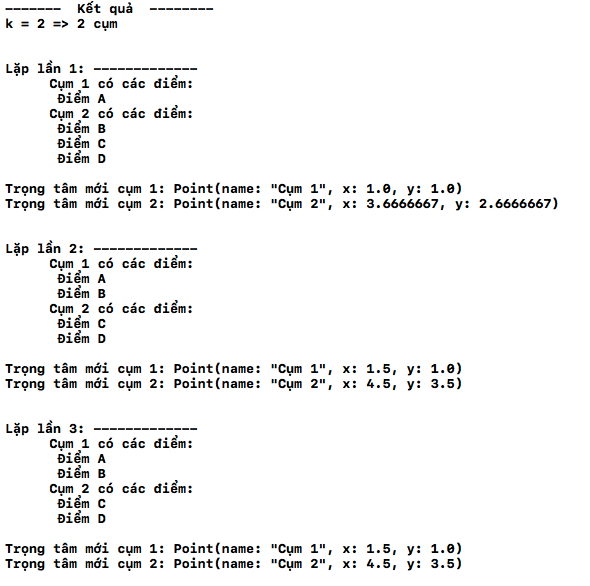 -------  Kết quả  --------
k = 2 => 2 cụm
Lặp lần 1: -------------
Cụm 1 có các điểm:
Điểm A
Cụm 2 có các điểm:
Điểm B
Điểm C
Điểm D
Trọng tâm mới cụm 1: Point(name: "Cụm 1", x: 1.0, y: 1.0)
Trọng tâm mới cụm 2: Point(name: "Cụm 2", x: 3.6666667, y: 2.6666667)
Lặp lần 2: -------------
Cụm 1 có các điểm:
Điểm A
Điểm B
Cụm 2 có các điểm:
Điểm C
Điểm D
Trọng tâm mới cụm 1: Point(name: "Cụm 1", x: 1.5, y: 1.0)
Trọng tâm mới cụm 2: Point(name: "Cụm 2", x: 4.5, y: 3.5)
Lặp lần 3: -------------
Cụm 1 có các điểm:
Điểm A
Điểm B
Cụm 2 có các điểm:
Điểm C
Điểm D
Trọng tâm mới cụm 1: Point(name: "Cụm 1", x: 1.5, y: 1.0)
Trọng tâm mới cụm 2: Point(name: "Cụm 2", x: 4.5, y: 3.5)